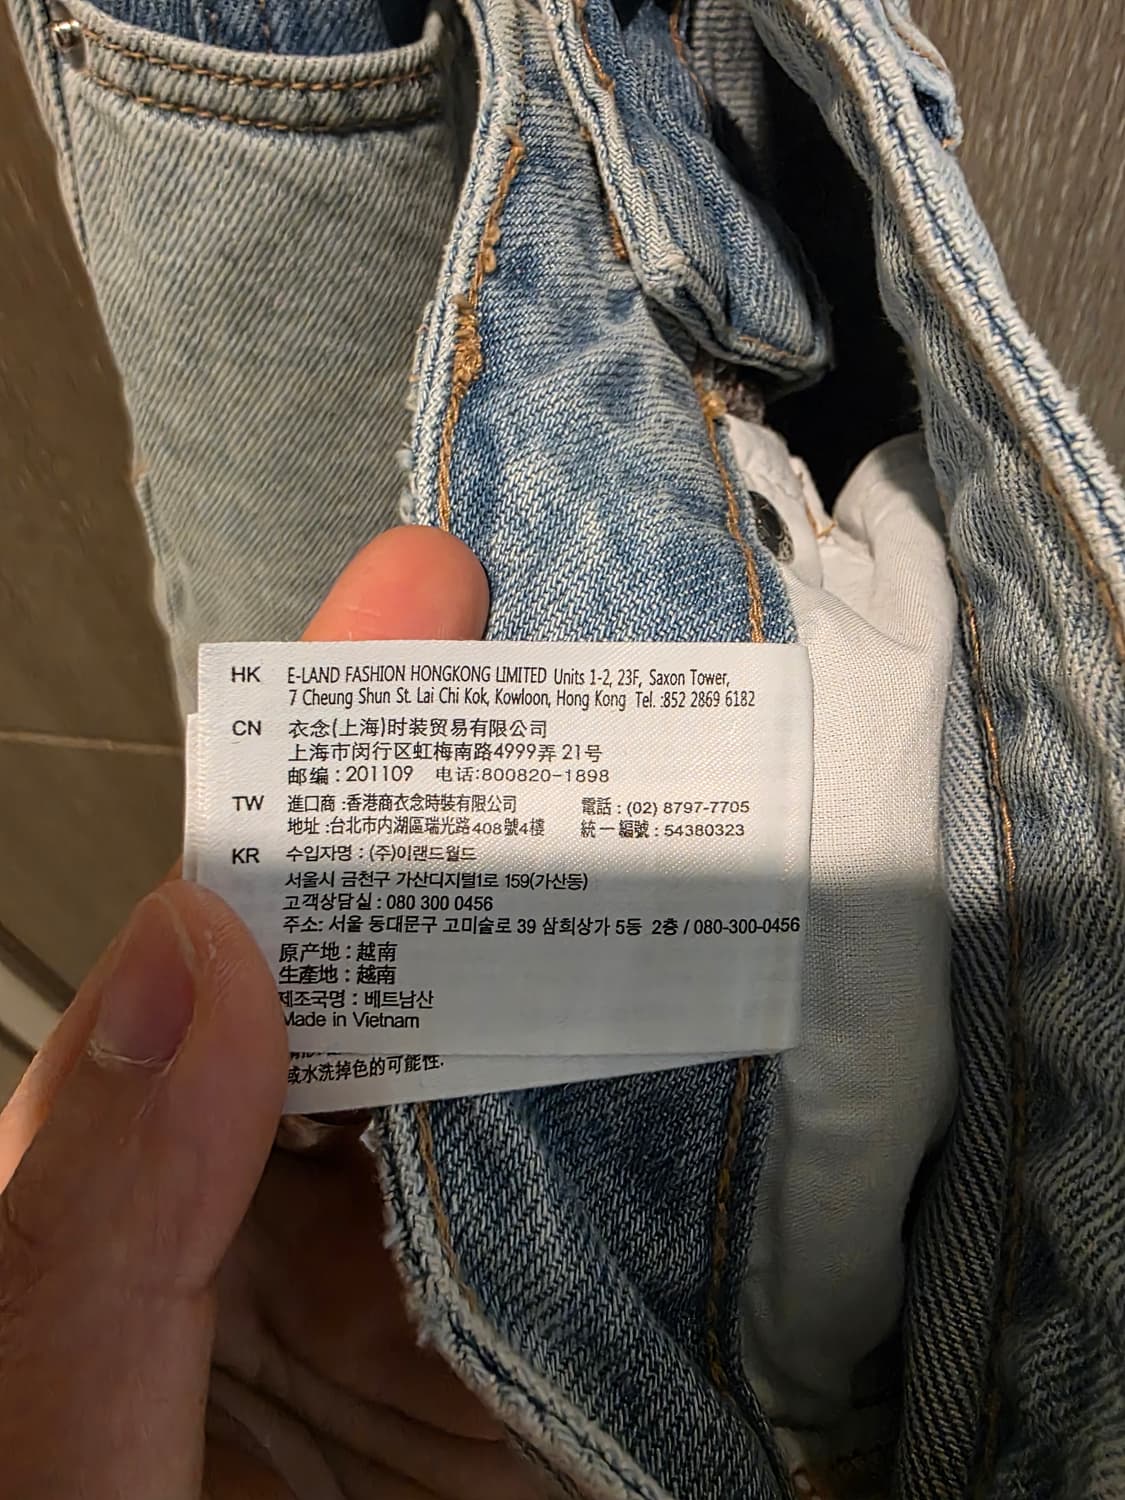 HK E-LAND FASHION HONGKONG LIMITED Units 1-2, 23F, Saxon Tower,
7 Cheung Shun St. Lai Chi Kok, Kowloon, Hong Kong Tel. :852 2869 6182
CN 衣念(上海)时装贸易有限公司
上海市闵行区虹梅南路4999弄 21号
邮编 : 201109 电话:800820-1898
TW 進口商 :香港商衣念時裝有限公司 電話 : (02) 8797-7705
地址 :台北市内湖區瑞光路408號4樓 統一編號 : 54380323
KR 수입자명 : (주)이랜드월드
서울시 금천구 가산디지털1로 159(가산동)
고객상담실 : 080 300 0456
주소: 서울 동대문구 고미술로 39 삼희상가 5동 2층 / 080-300-0456
原产地 : 越南
生產地 : 越南
제조국명 : 베트남산
Made in Vietnam
或水洗掉色的可能性.